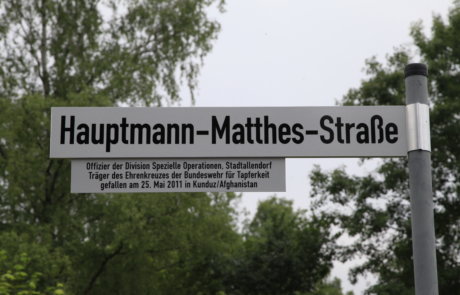 Hauptmann-Matthes-Straße
Offizier der Division Spezielle Operationen, Stadtallendorf
Träger des Ehrenkreuzes der Bundeswehr für Tapferkeit
gefallen am 25. Mai 2011 in Kunduz/Afghanistan